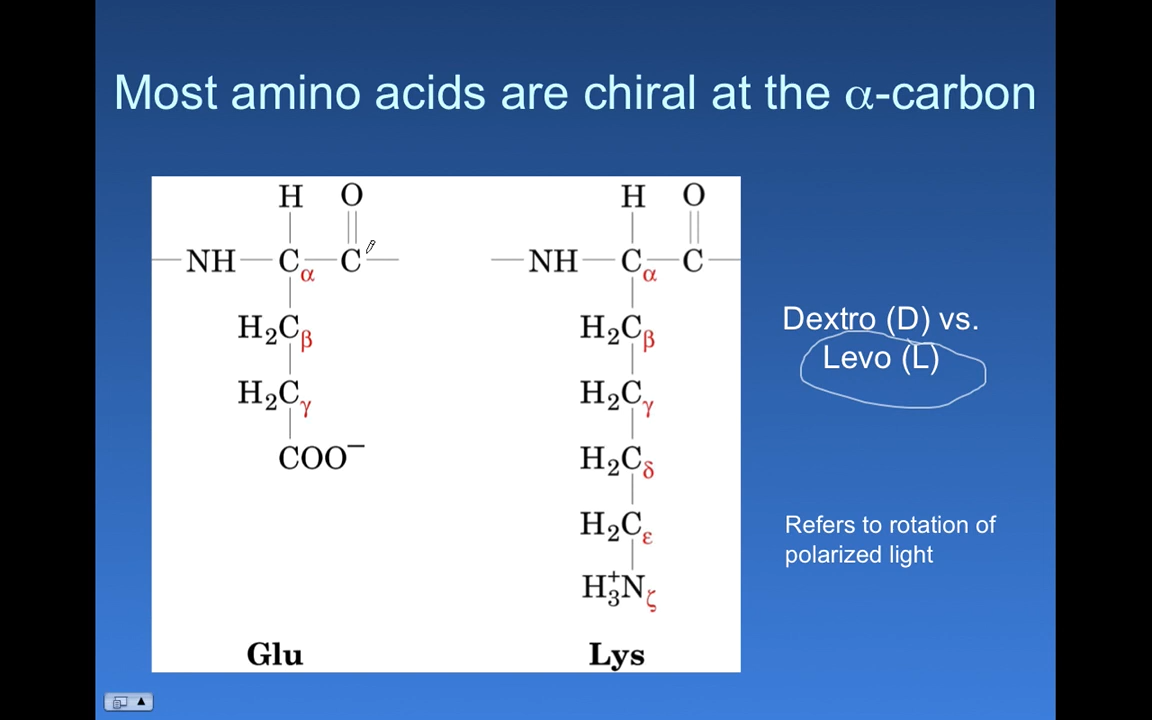 Most amino acids are chiral at the α-carbon
H O H O
NH C α C NH C α C
H2C β H2C β
H2C γ H2C γ
COO− H2C δ
H2C ε
H3+N ζ
Glu Lys
Dextro (D) vs.
Levo (L)
Refers to rotation of
polarized light